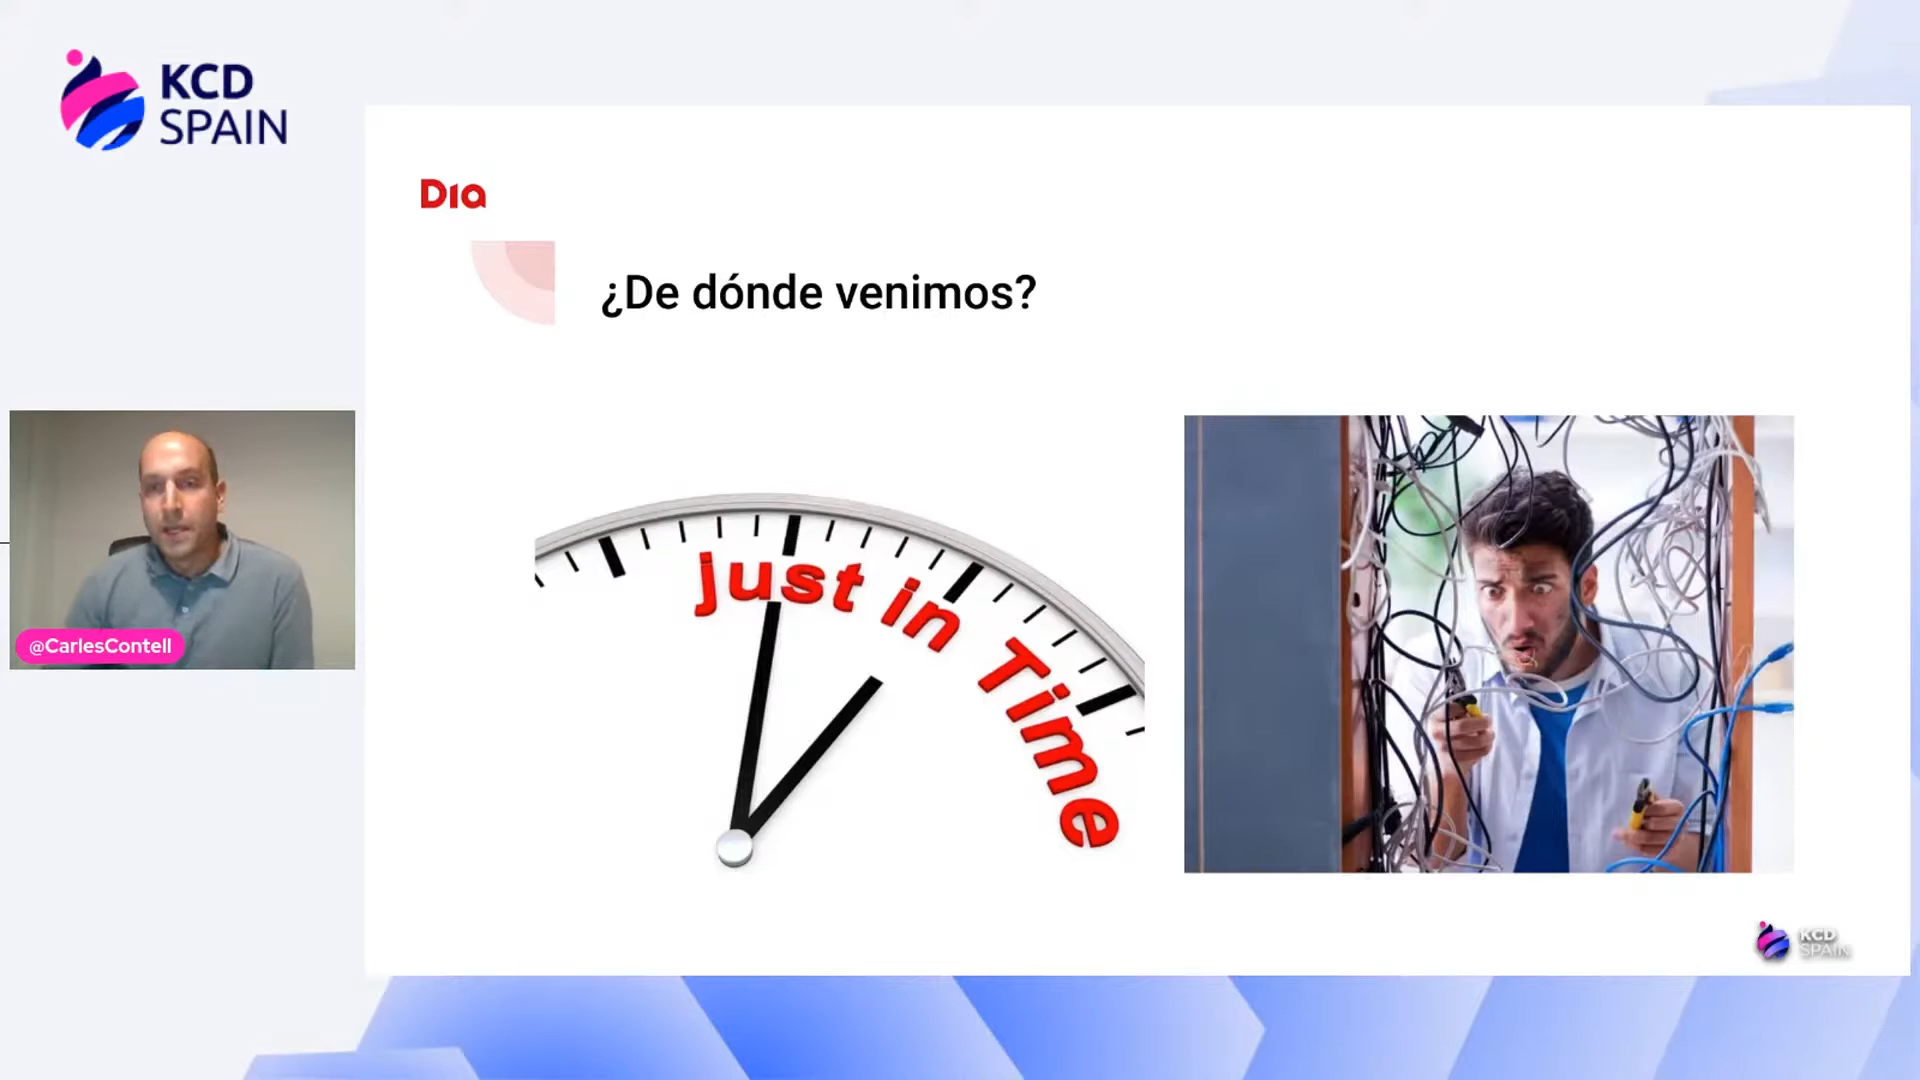 KCD
SPAIN
Dia
¿De dónde venimos?
just in Time
@CarlesContell
KCD
SPAIN